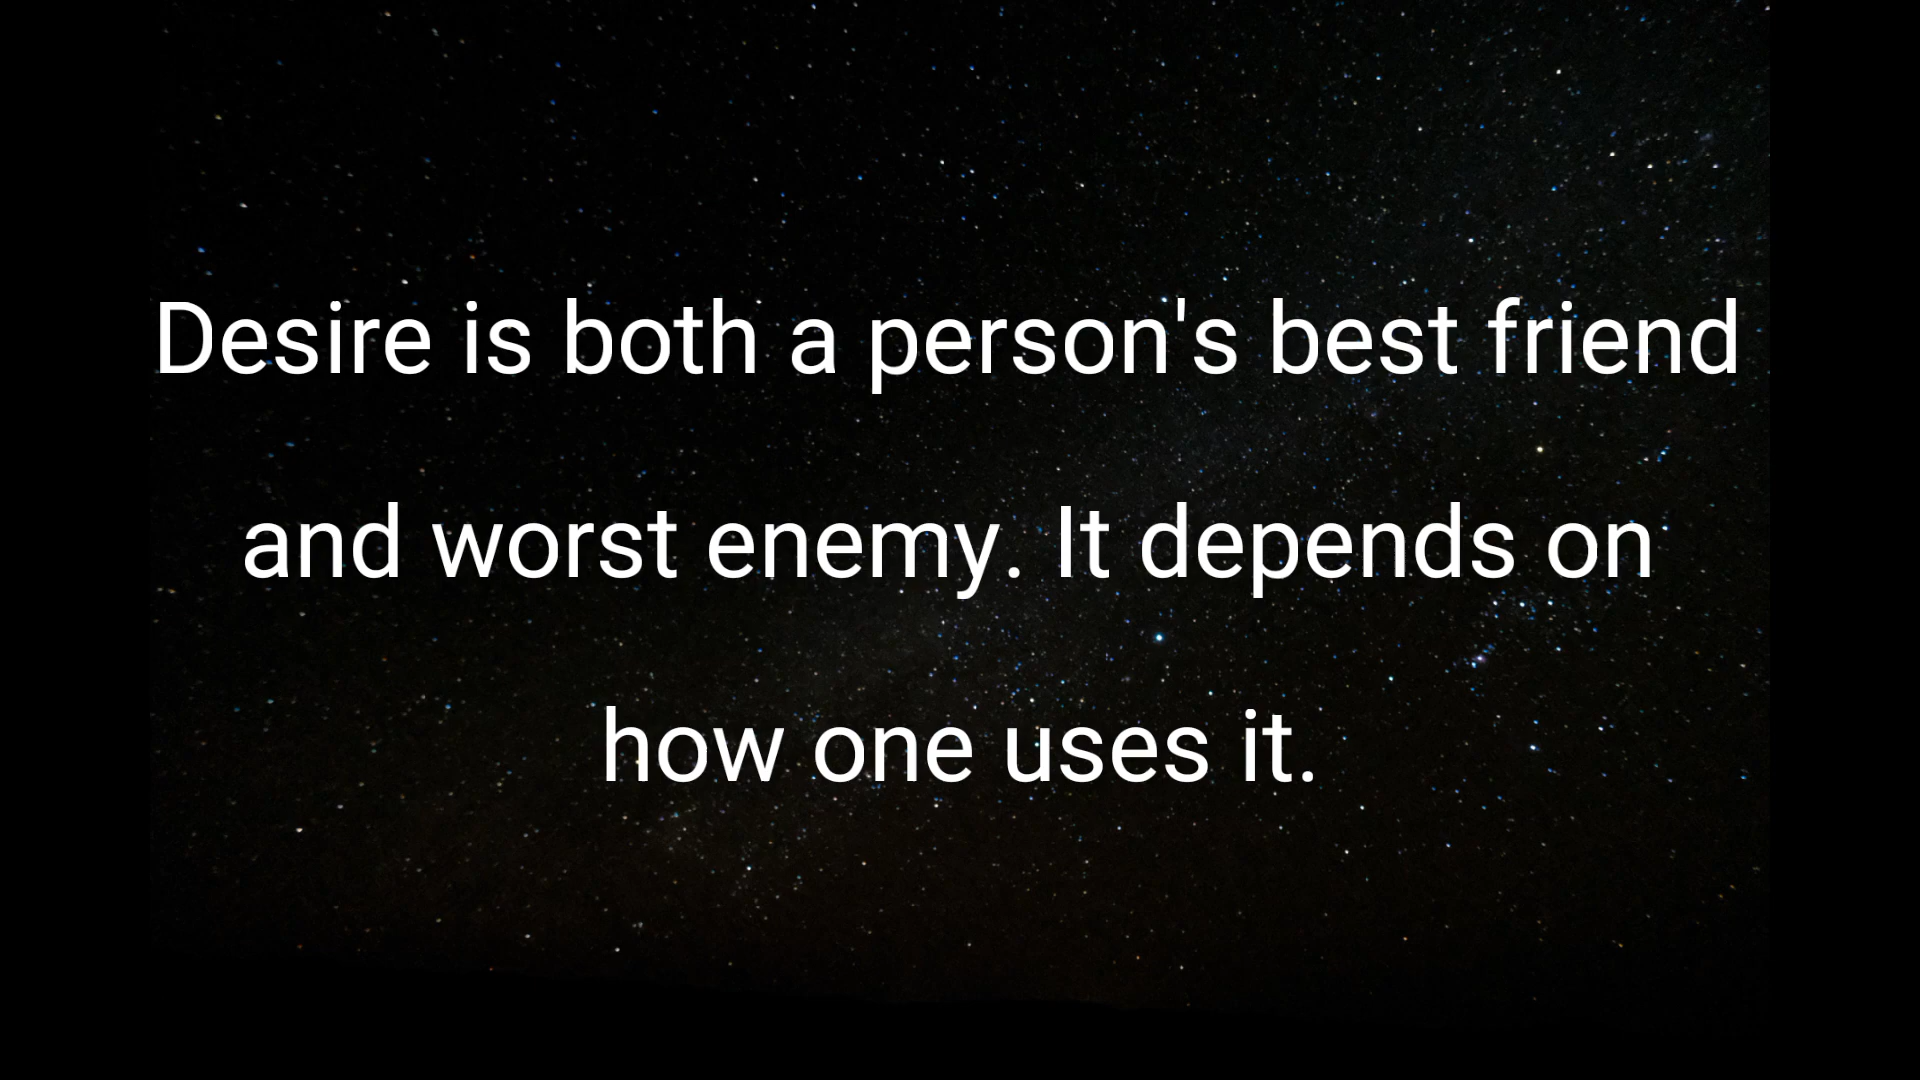 Desire is both a person's best friend
and worst enemy. It depends on
how one uses it.